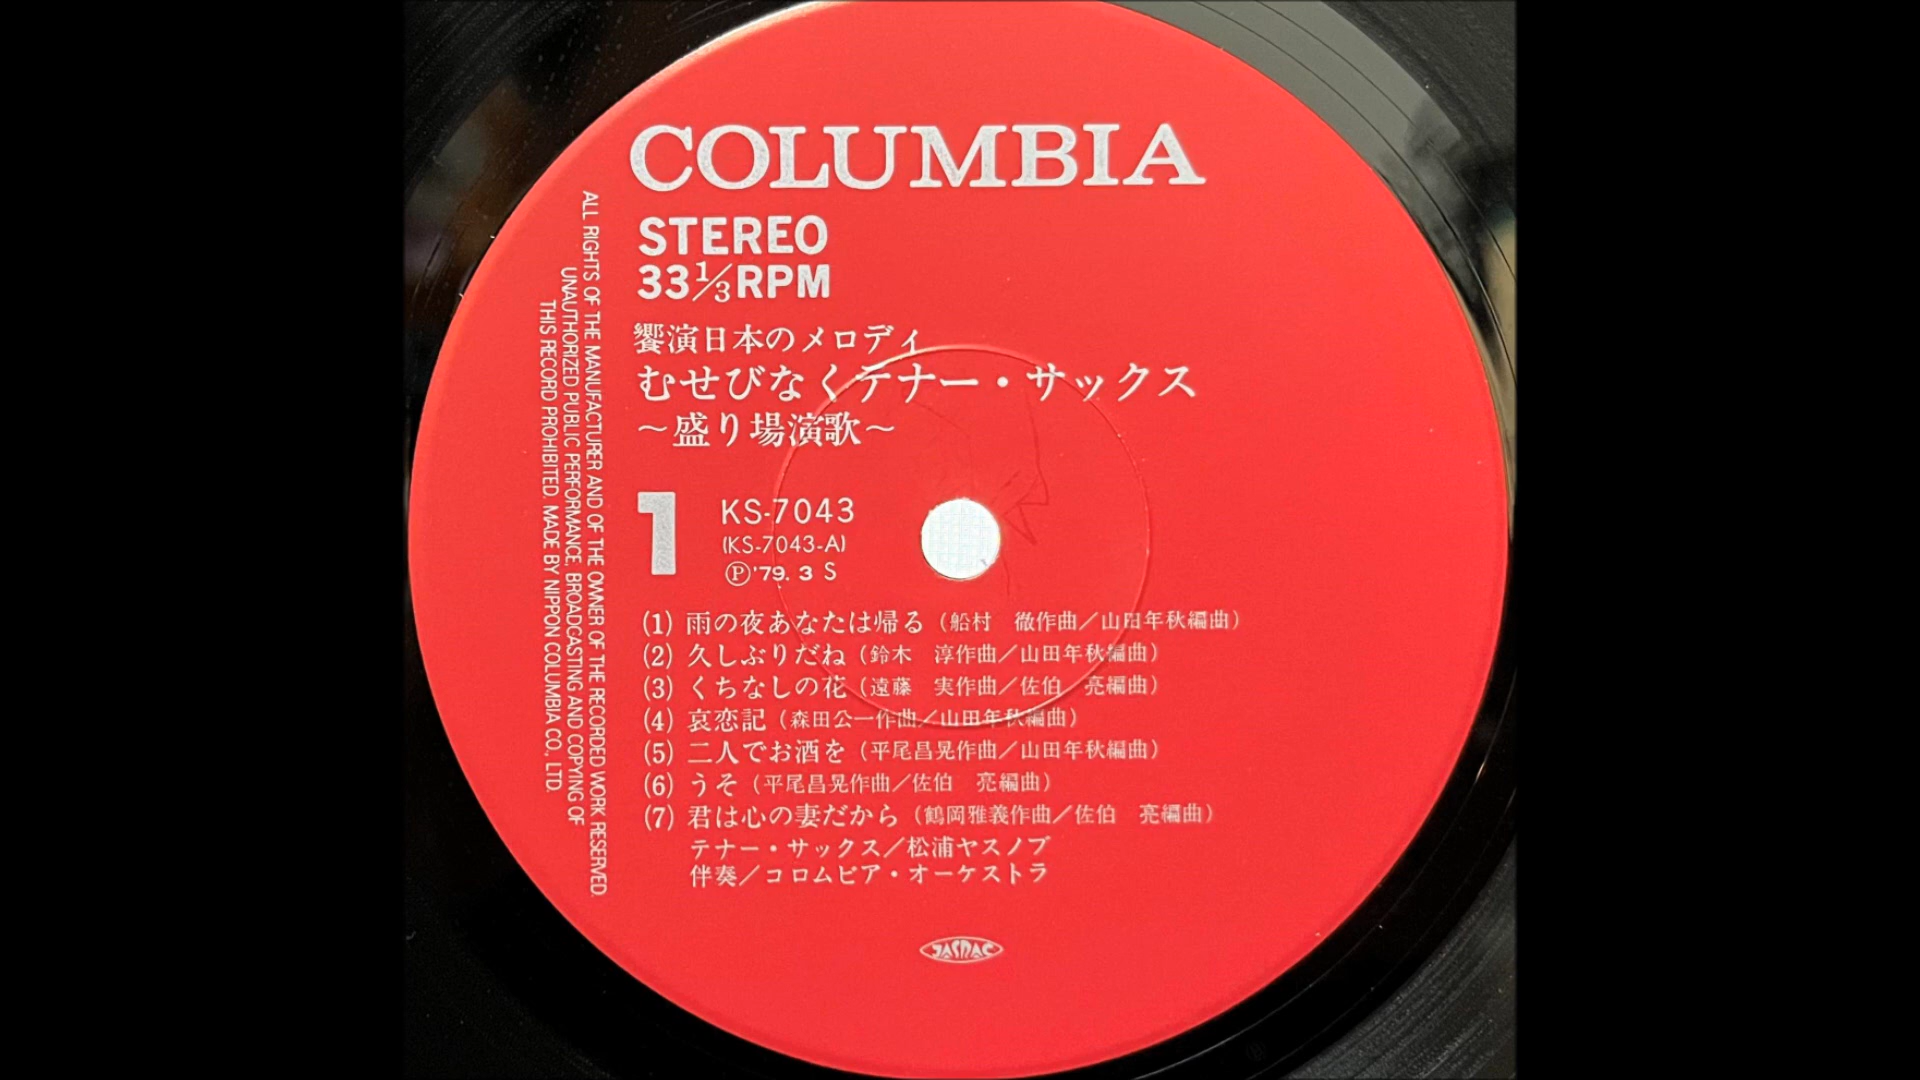 COLUMBIA
STEREO
33 1/3 RPM
饗演日本のメロディ
むせびなくテナー・サックス
〜盛り場演歌〜
1
KS-7043
(KS-7043-A)
Ⓟ'79. 3 S
(1) 雨の夜あなたは帰る（船村　徹作曲／山田年秋編曲）
(2) 久しぶりだね（鈴木　淳作曲／山田年秋編曲）
(3) くちなしの花（遠藤　実作曲／佐伯　亮編曲）
(4) 哀恋記（森田公一作曲／山田年秋編曲）
(5) 二人でお酒を（平尾昌晃作曲／山田年秋編曲）
(6) うそ（平尾昌晃作曲／佐伯　亮編曲）
(7) 君は心の妻だから（鶴岡雅義作曲／佐伯　亮編曲）
テナー・サックス／松浦ヤスノブ
伴奏／コロムビア・オーケストラ
JASRAC
ALL RIGHTS OF THE MANUFACTURER AND OF THE OWNER OF THE RECORDED WORK RESERVED.
UNAUTHORIZED PUBLIC PERFORMANCE, BROADCASTING AND COPYING OF
THIS RECORD PROHIBITED. MADE BY NIPPON COLUMBIA CO., LTD.